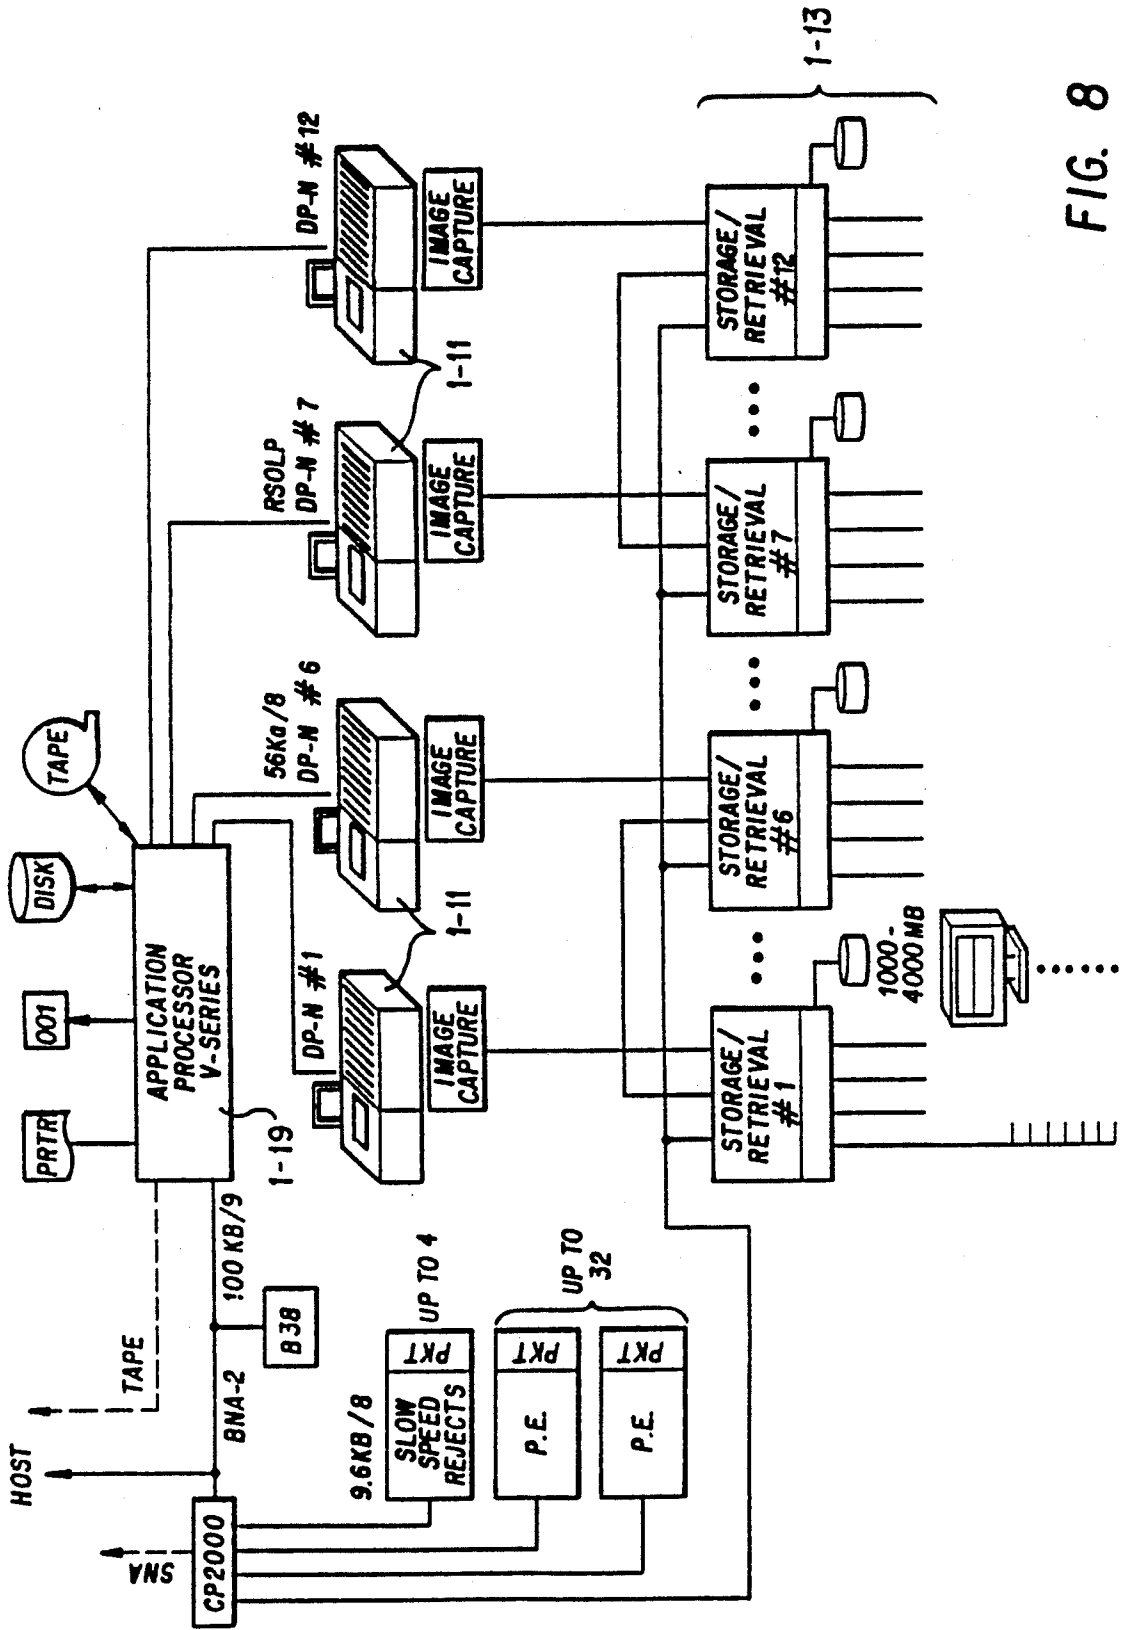 HOST
SNA
CP2000
TAPE
BNA-2
100 KB/9
B38
PRTR
001
DISK
TAPE
APPLICATION
PROCESSOR
V-SERIES
1-19
9.6KB/8
SLOW
SPEED
REJECTS
PKT
UP TO 4
P.E.
PKT
P.E.
PKT
UP TO
32
DP-N #1
56Ka/8
DP-N #6
RSOLP
DP-N #7
DP-N #12
1-11
1-11
IMAGE
CAPTURE
IMAGE
CAPTURE
IMAGE
CAPTURE
IMAGE
CAPTURE
STORAGE/
RETRIEVAL
#1
STORAGE/
RETRIEVAL
#6
STORAGE/
RETRIEVAL
#7
STORAGE/
RETRIEVAL
#12
1000-
4000MB
1-13
FIG. 8